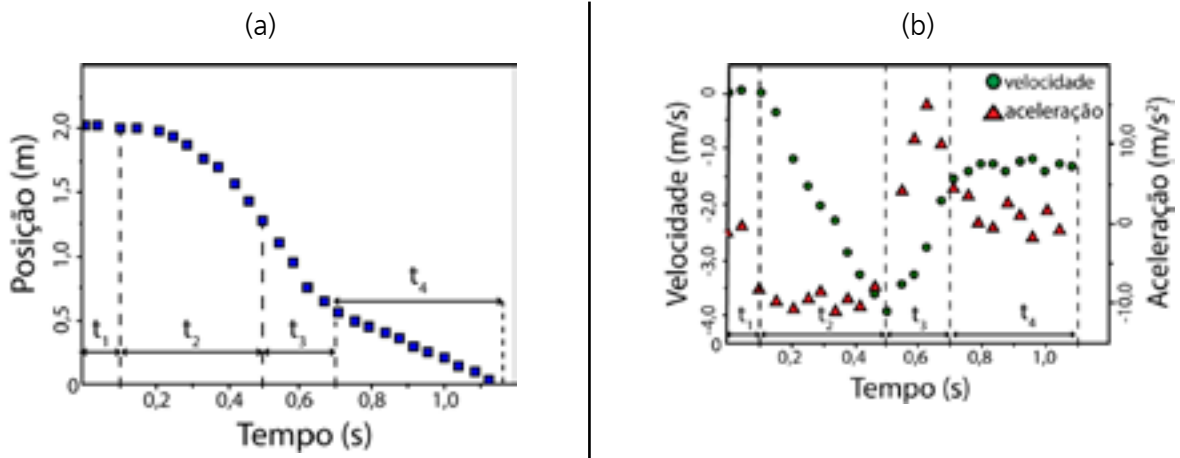 (a)
Posição (m)
2,0
1,5
1,0
0,5
0
t₁
t₂
t₃
t₄
0,2 0,4 0,6 0,8 1,0
Tempo (s)
(b)
velocidade
aceleração
Velocidade (m/s)
0
-1,0
-2,0
-3,0
-4,0
0
t₁
t₂
t₃
t₄
0,2 0,4 0,6 0,8 1,0
Tempo (s)
10,0
0
-10,0
Aceleração (m/s²)